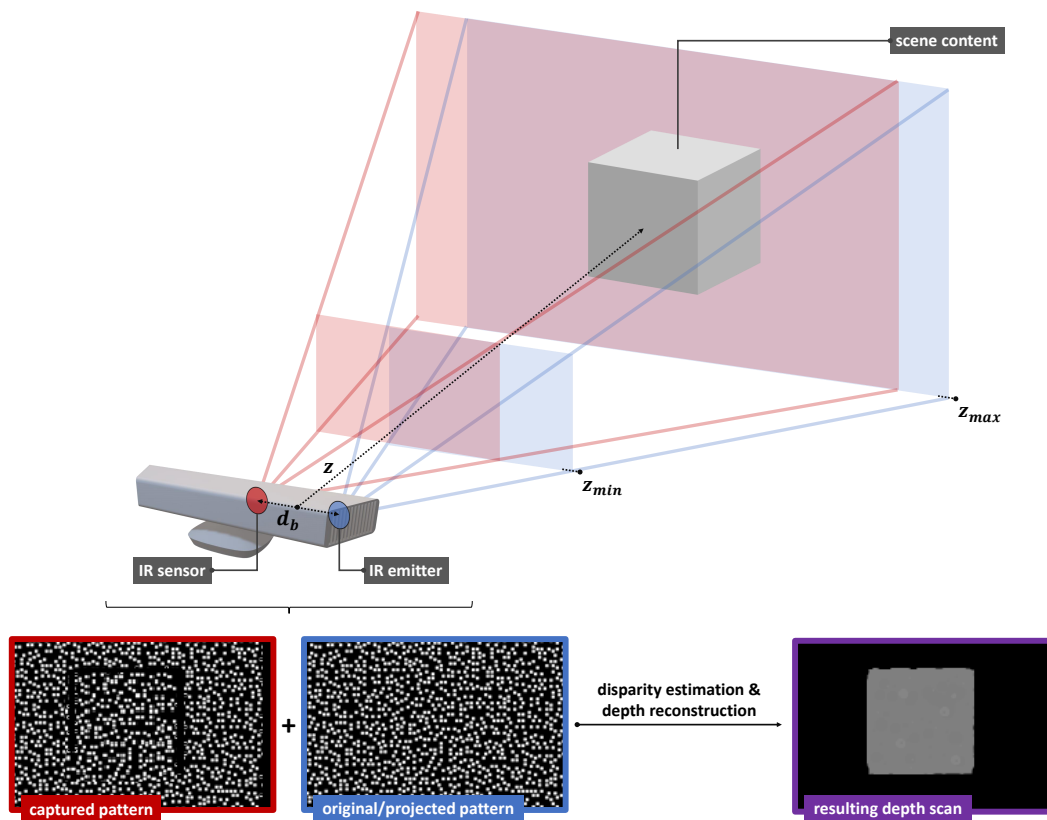 scene content
z_max
z
z_min
d_b
IR sensor
IR emitter
+
disparity estimation &
depth reconstruction
captured pattern
original/projected pattern
resulting depth scan